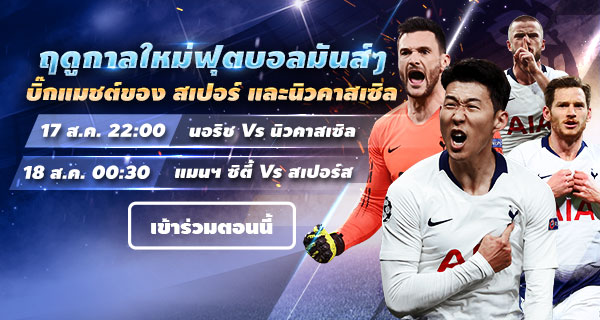 ฤดูกาลใหม่ฟุตบอลมันส์ๆ
บิ๊กแมชต์ของ สเปอร์ และนิวคาสเซิ่ล
17 ส.ค. 22:00 นอริช Vs นิวคาสเซิล
18 ส.ค. 00:30 แมนฯ ซิตี้ Vs สเปอร์ส
เข้าร่วมตอนนี้
AIA
AIA
AIA